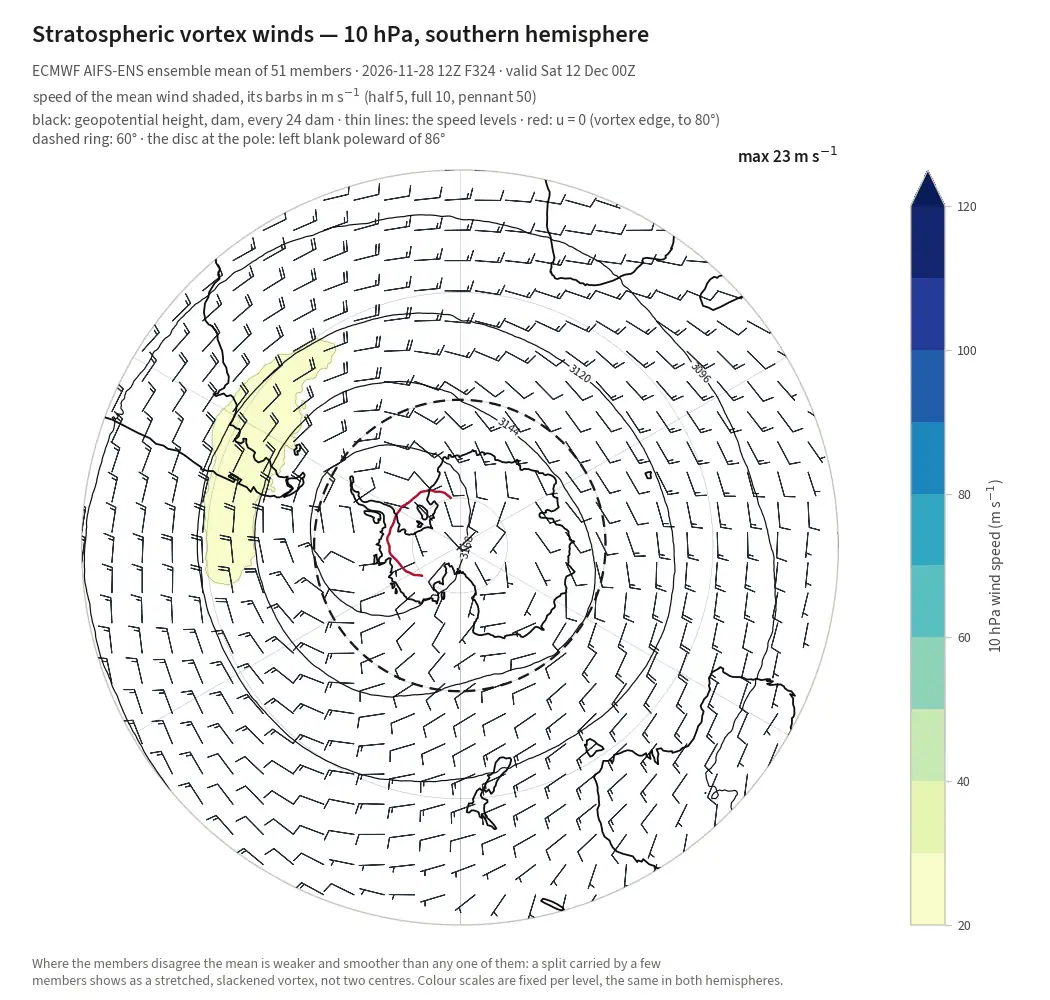 Stratospheric vortex winds — 10 hPa, southern hemisphere
ECMWF AIFS-ENS ensemble mean of 51 members · 2026-11-28 12Z F324 · valid Sat 12 Dec 00Z
speed of the mean wind shaded, its barbs in m s⁻¹ (half 5, full 10, pennant 50)
black: geopotential height, dam, every 24 dam · thin lines: the speed levels · red: u = 0 (vortex edge, to 80°)
dashed ring: 60° · the disc at the pole: left blank poleward of 86°
max 23 m s⁻¹
120
100
80
60
40
20
10 hPa wind speed (m s⁻¹)
3096
3120
3144
3168
Where the members disagree the mean is weaker and smoother than any one of them: a split carried by a few
members shows as a stretched, slackened vortex, not two centres. Colour scales are fixed per level, the same in both hemispheres.